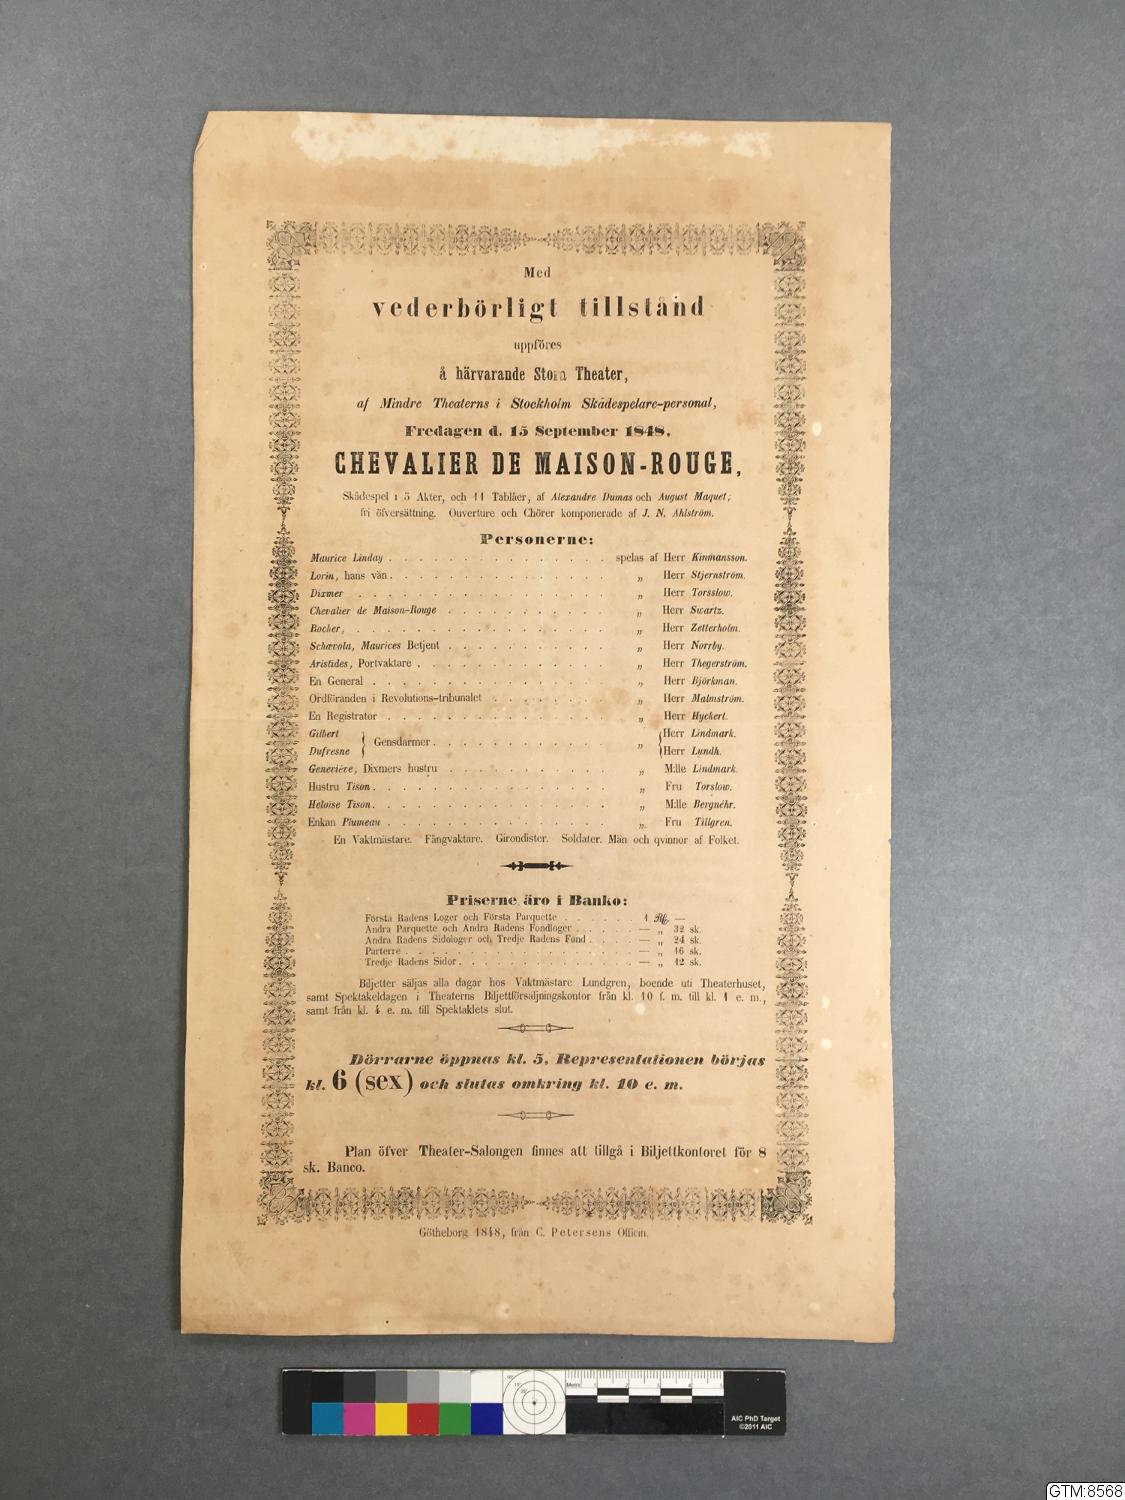 Med
vederbörligt tillstånd
uppföres
å härvarande Stora Theater,
af Mindre Theaterns i Stockholm Skådespelare-personal,
Fredagen d. 15 September 1848.
CHEVALIER DE MAISON-ROUGE,
Skådespel i 5 Akter, och 11 Tablåer, af Alexandre Dumas och August Maquet;
fri öfversättning. Ouverture och Chörer komponerade af J. N. Ahlström.
Personerne:
Maurice Linday . . . . . . . . . . . . . . . spelas af Herr Kinmansson.
Lorin, hans vän . . . . . . . . . . . . . . . „ Herr Stjernström.
Dixmer . . . . . . . . . . . . . . . . . „ Herr Torsslow.
Chevalier de Maison-Rouge . . . . . . . . . . . „ Herr Swartz.
Rocher, . . . . . . . . . . . . . . . . . „ Herr Zetterholm.
Schævola, Maurices Betjent . . . . . . . . . . . „ Herr Norrby.
Aristides, Portvaktare . . . . . . . . . . . . . „ Herr Thegerström.
En General . . . . . . . . . . . . . . . . „ Herr Björkman.
Ordföranden i Revolutions-tribunalet . . . . . . . . „ Herr Malmström.
En Registrator . . . . . . . . . . . . . . . „ Herr Hyckert.
Gilbert } Gensdarmer . . . . . . . . . . . . „ } Herr Lindmark.
Dufresne } Herr Lundh.
Geneviève, Dixmers hustru . . . . . . . . . . . „ M:lle Lindmark.
Hustru Tison . . . . . . . . . . . . . . . . „ Fru Torslow.
Heloise Tison . . . . . . . . . . . . . . . . „ M:lle Bergnéhr.
Enkan Plumeau . . . . . . . . . . . . . . . „ Fru Tillgren.
En Vaktmästare. Fångvaktare. Girondister. Soldater. Män och qvinnor af Folket.
Priserne äro i Banko:
Första Radens Loger och Första Parquette . . . . . . 1 Rdr —
Andra Parquette och Andra Radens Fondloger . . . . . — „ 32 sk.
Andra Radens Sidologer och Tredje Radens Fond . . . . — „ 24 sk.
Parterre . . . . . . . . . . . . . . . . . — „ 16 sk.
Tredje Radens Sidor . . . . . . . . . . . . . — „ 12 sk.
Biljetter säljas alla dagar hos Vaktmästare Lundgren, boende uti Theaterhuset,
samt Spektakeldagen i Theaterns Biljettförsäljningskontor från kl. 10 f. m. till kl. 1 e. m.,
samt från kl. 4 e. m. till Spektaklets slut.
Dörrarne öppnas kl. 5, Representationen börjas
kl. 6 (sex) och slutas omkring kl. 10 e. m.
Plan öfver Theater-Salongen finnes att tillgå i Biljettkontoret för 8
sk. Banco.
Götheborg 1848, från C. Petersens Officin.
Metric 1 2 3 4 5
AIC PhD Target
©2011 AIC
GTM:8568